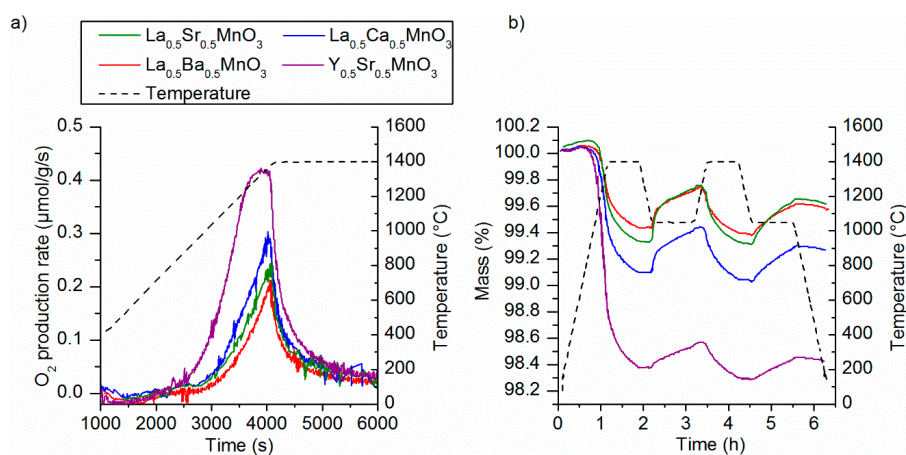 a)
La0.5Sr0.5MnO3
La0.5Ca0.5MnO3
La0.5Ba0.5MnO3
Y0.5Sr0.5MnO3
Temperature
0.5
0.4
0.3
0.2
0.1
0.0
O2 production rate (µmol/g/s)
1000 2000 3000 4000 5000 6000
Time (s)
1600
1400
1200
1000
800
600
400
200
0
Temperature (°C)
b)
100.2
100.0
99.8
99.6
99.4
99.2
99.0
98.8
98.6
98.4
98.2
Mass (%)
0 1 2 3 4 5 6
Time (h)
1600
1400
1200
1000
800
600
400
200
0
Temperature (°C)